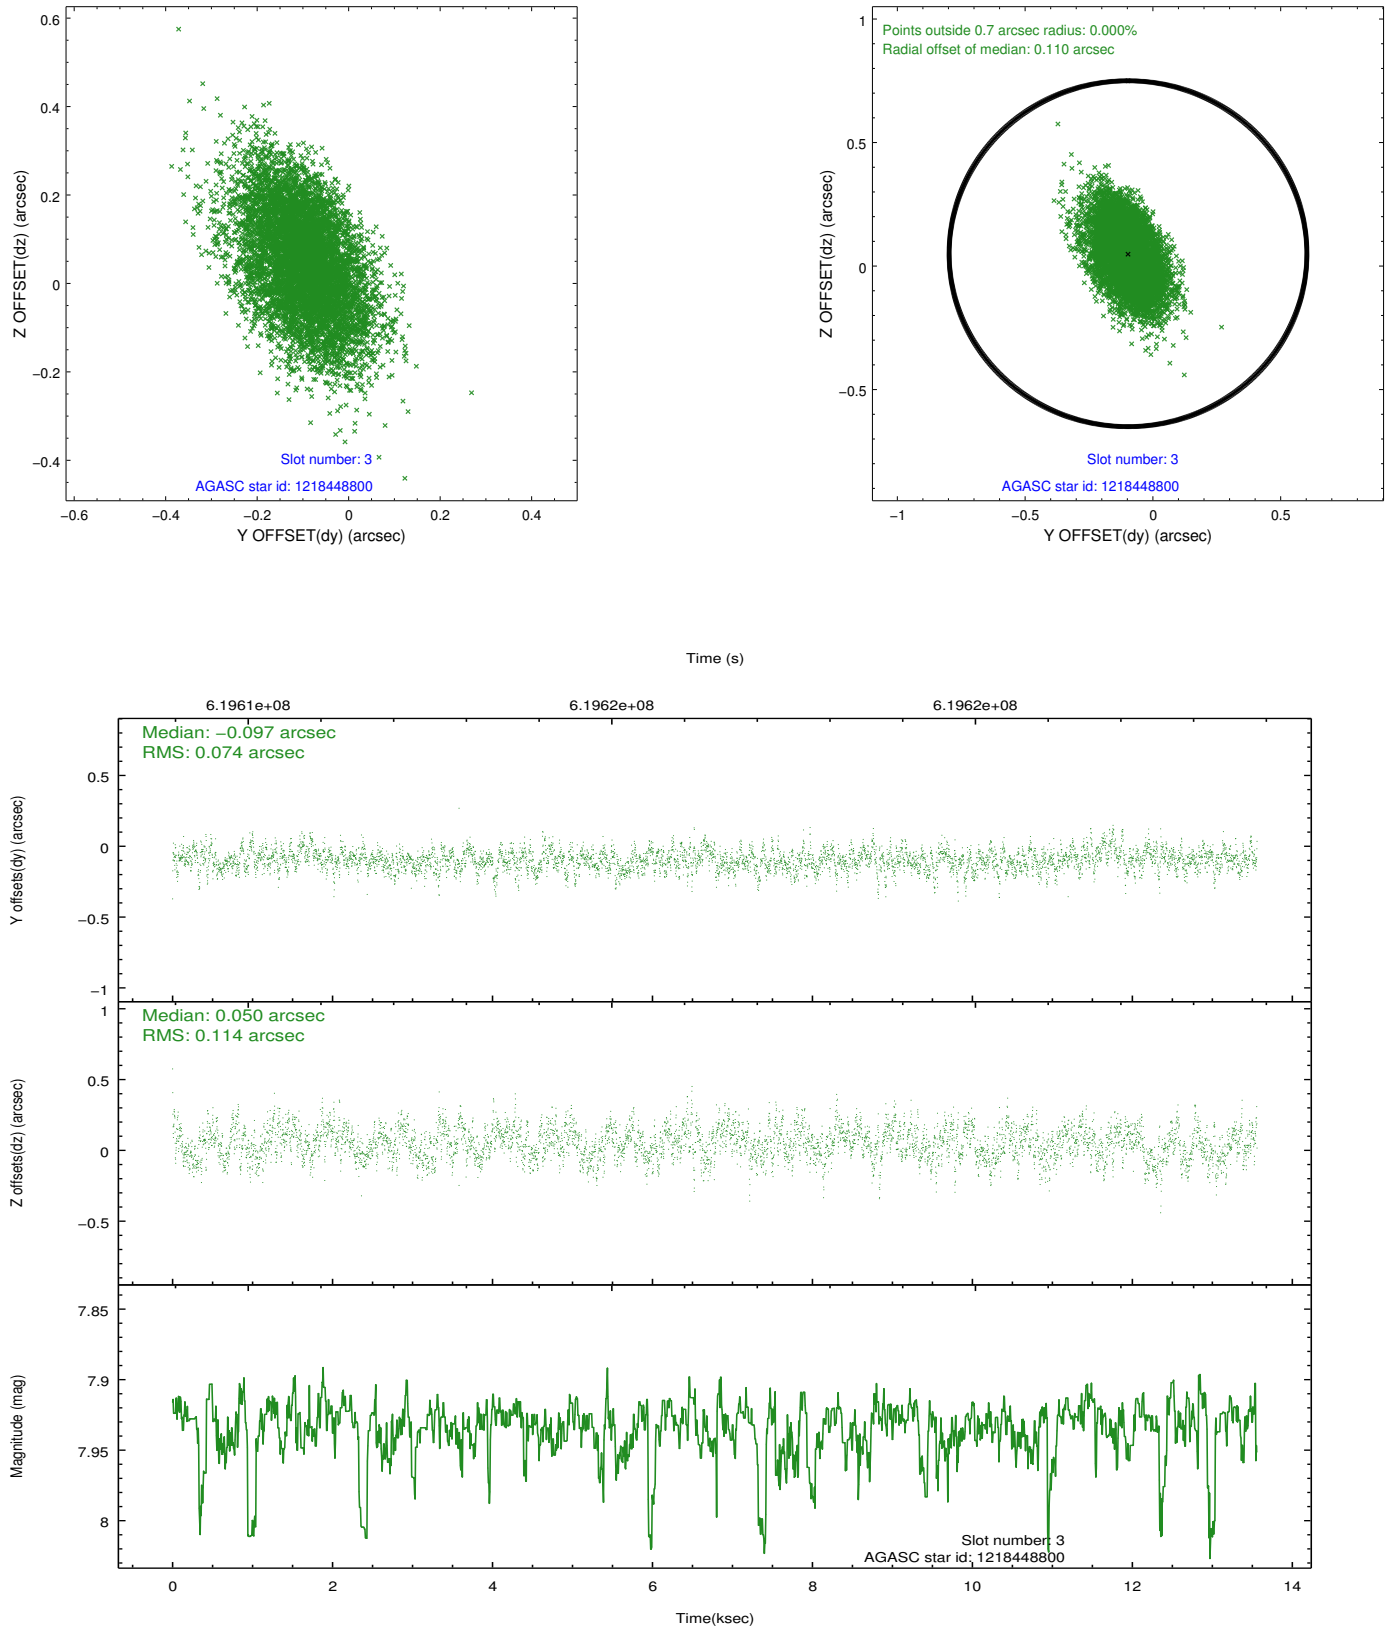 0.6
0.4
0.2
0
−0.2
−0.4
Z OFFSET(dz) (arcsec)
Slot number: 3
AGASC star id: 1218448800
−0.6 −0.4 −0.2 0 0.2 0.4
Y OFFSET(dy) (arcsec)
Points outside 0.7 arcsec radius: 0.000%
Radial offset of median: 0.110 arcsec
1
0.5
0
−0.5
Z OFFSET(dz) (arcsec)
Slot number: 3
AGASC star id: 1218448800
−1 −0.5 0 0.5
Y OFFSET(dy) (arcsec)
Time (s)
6.1961e+08 6.1962e+08 6.1962e+08
Median: −0.097 arcsec
RMS: 0.074 arcsec
0.5
0
−0.5
−1
Y offsets(dy) (arcsec)
Median: 0.050 arcsec
RMS: 0.114 arcsec
1
0.5
0
−0.5
Z offsets(dz) (arcsec)
7.85
7.9
7.95
8
Magnitude (mag)
Slot number: 3
AGASC star id: 1218448800
0 2 4 6 8 10 12 14
Time(ksec)